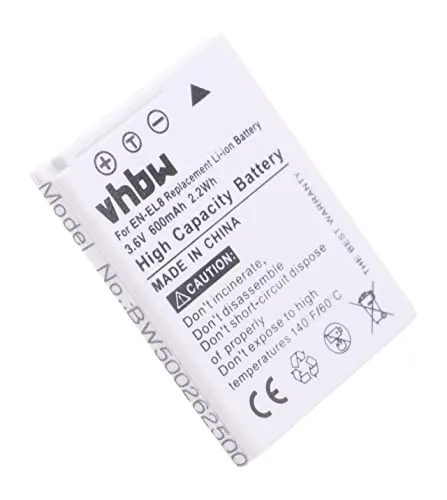 + T -
vhbw
For EN-EL8 Replacement Li-ion Battery
3.6V 600mAh 2.2Wh
High Capacity Battery
MADE IN CHINA
CAUTION:
Don't incinerate,
Don't disassemble
Don't short-circuit dispose
of properly
Don't expose to high
temperatures 140 F/60 C
CE
THE BEST WARRANTY
Model No.:BW500262500